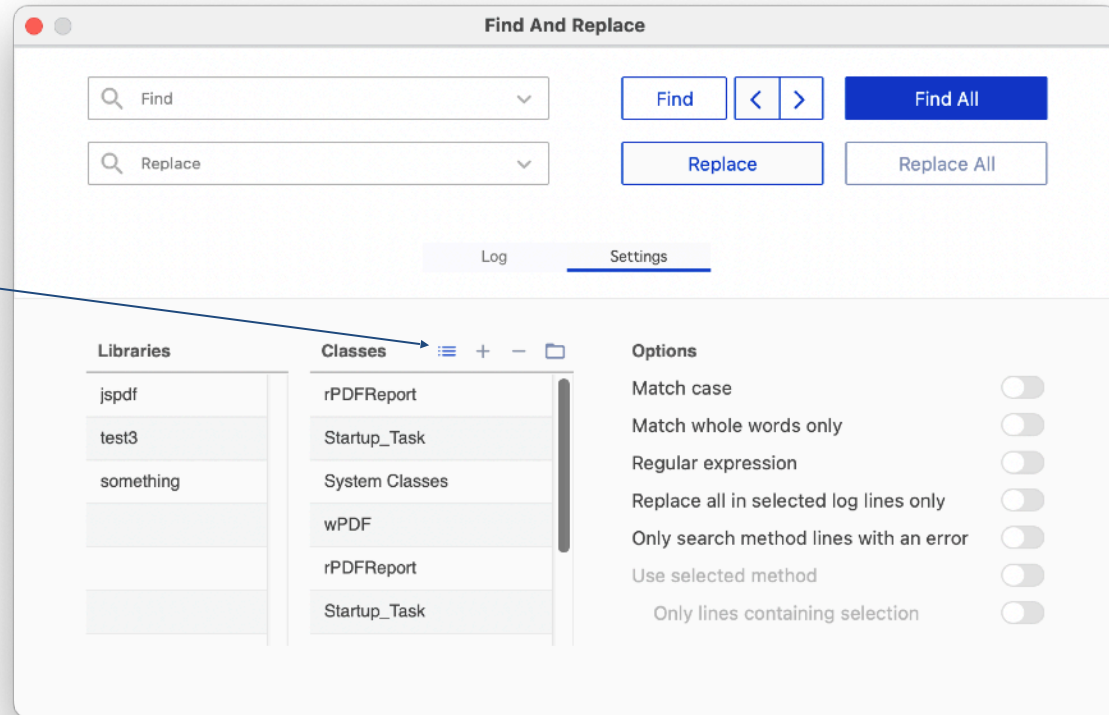 Find And Replace
Find
Find
Find All
Replace
Replace
Replace All
Log
Settings
Libraries
jspdf
test3
something
Classes
rPDFReport
Startup_Task
System Classes
wPDF
rPDFReport
Startup_Task
Options
Match case
Match whole words only
Regular expression
Replace all in selected log lines only
Only search method lines with an error
Use selected method
Only lines containing selection